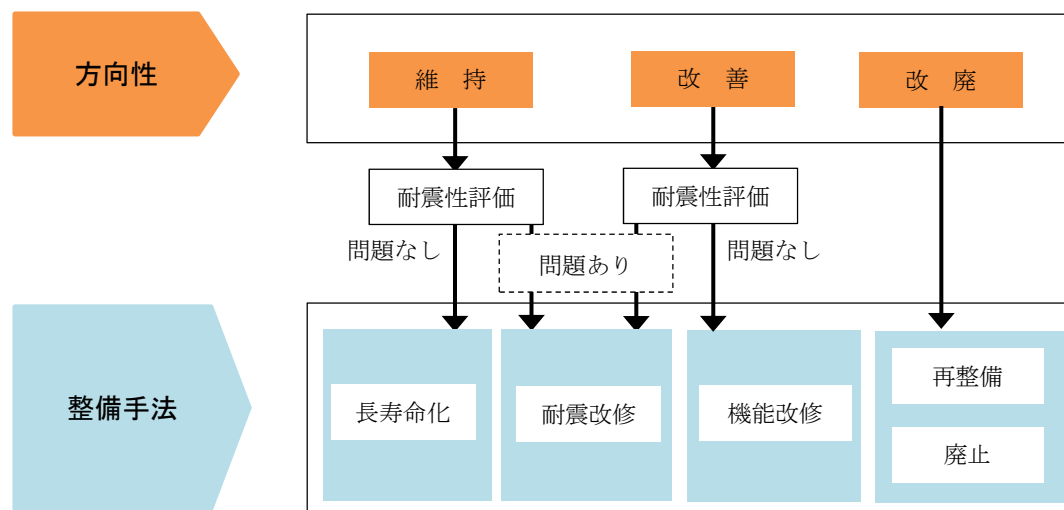 方向性
維　持
改　善
改　廃
耐震性評価
耐震性評価
問題なし
問題あり
問題なし
整備手法
長寿命化
耐震改修
機能改修
再整備
廃止